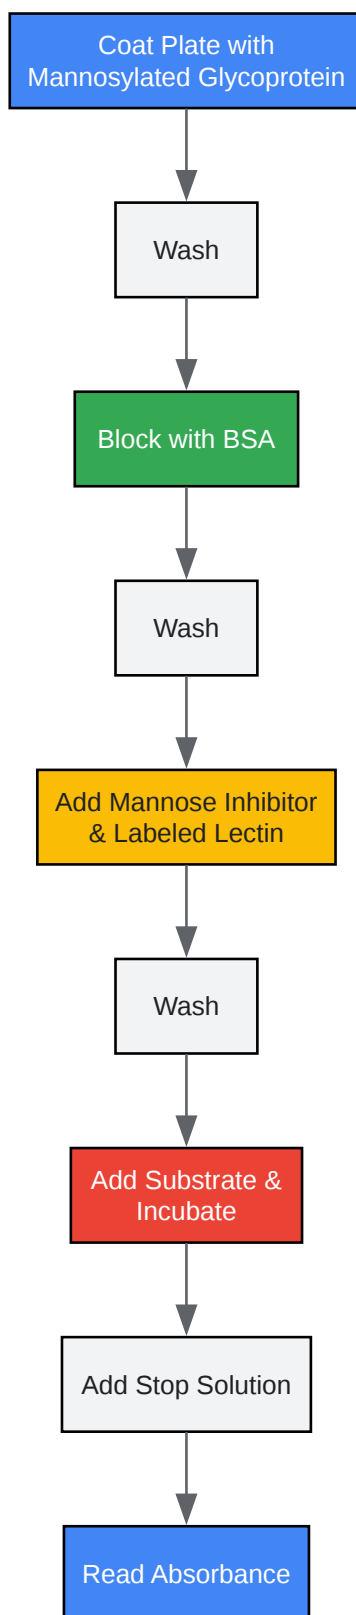 Coat Plate with
Mannosylated Glycoprotein
Wash
Block with BSA
Wash
Add Mannose Inhibitor
& Labeled Lectin
Wash
Add Substrate &
Incubate
Add Stop Solution
Read Absorbance